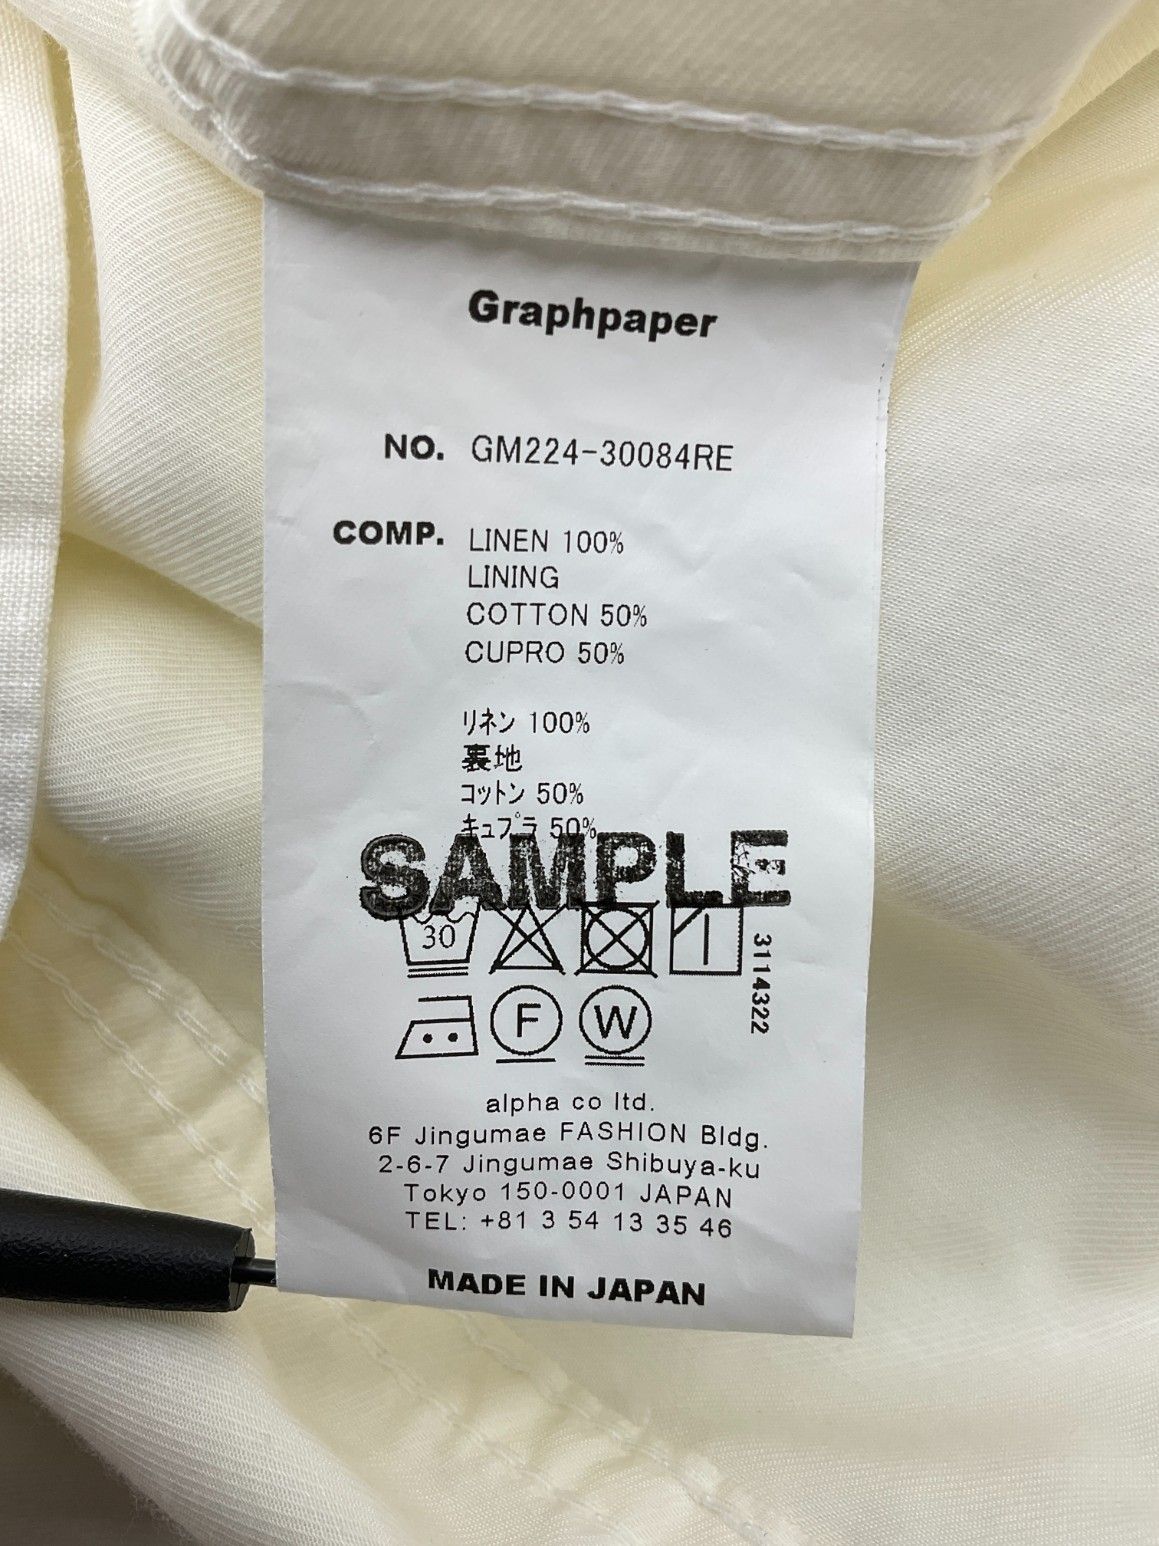 Graphpaper
NO. GM224-30084RE
COMP. LINEN 100%
LINING
COTTON 50%
CUPRO 50%
リネン 100%
裏地
コットン 50%
キュプラ 50%
SAMPLE
30
3114322
F W
alpha co ltd.
6F Jingumae FASHION Bldg.
2-6-7 Jingumae Shibuya-ku
Tokyo 150-0001 JAPAN
TEL: +81 3 54 13 35 46
MADE IN JAPAN